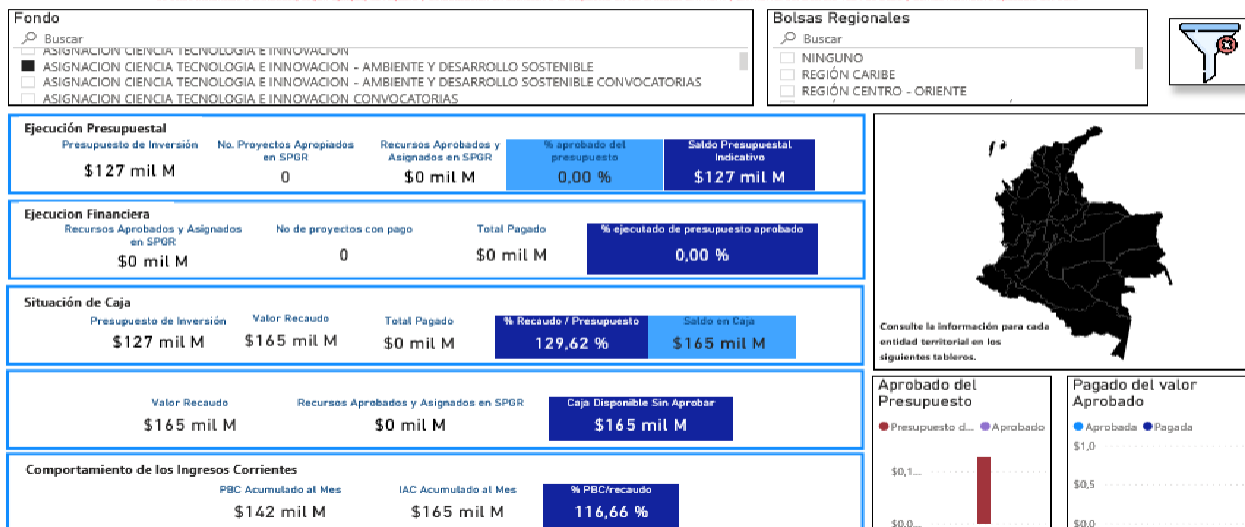 Fondo
Buscar
ASIGNACION CIENCIA TECNOLOGIA E INNOVACION
ASIGNACION CIENCIA TECNOLOGIA E INNOVACION - AMBIENTE Y DESARROLLO SOSTENIBLE
ASIGNACION CIENCIA TECNOLOGIA E INNOVACION - AMBIENTE Y DESARROLLO SOSTENIBLE CONVOCATORIAS
ASIGNACION CIENCIA TECNOLOGIA E INNOVACION CONVOCATORIAS
Bolsas Regionales
Buscar
NINGUNO
REGIÓN CARIBE
REGIÓN CENTRO - ORIENTE
Ejecución Presupuestal
Presupuesto de Inversión
$127 mil M
No. Proyectos Apropiados
en SPGR
0
Recursos Aprobados y
Asignados en SPGR
$0 mil M
% aprobado del
presupuesto
0,00 %
Saldo Presupuestal
Indicativo
$127 mil M
Ejecucion Financiera
Recursos Aprobados y Asignados
en SPGR
$0 mil M
No de proyectos con pago
0
Total Pagado
$0 mil M
% ejecutado de presupuesto aprobado
0,00 %
Situación de Caja
Presupuesto de Inversión
$127 mil M
Valor Recaudo
$165 mil M
Total Pagado
$0 mil M
% Recaudo / Presupuesto
129,62 %
Saldo en Caja
$165 mil M
Valor Recaudo
$165 mil M
Recursos Aprobados y Asignados en SPGR
$0 mil M
Caja Disponible Sin Aprobar
$165 mil M
Comportamiento de los Ingresos Corrientes
PBC Acumulado al Mes
$142 mil M
IAC Acumulado al Mes
$165 mil M
% PBC/recaudo
116,66 %
Consulte la información para cada
entidad territorial en los
siguientes tableros.
Aprobado del
Presupuesto
Presupuesto d... Aprobado
$0,1...
$0,0...
Pagado del valor
Aprobado
Aprobada Pagada
$1,0
$0,5
$0,0